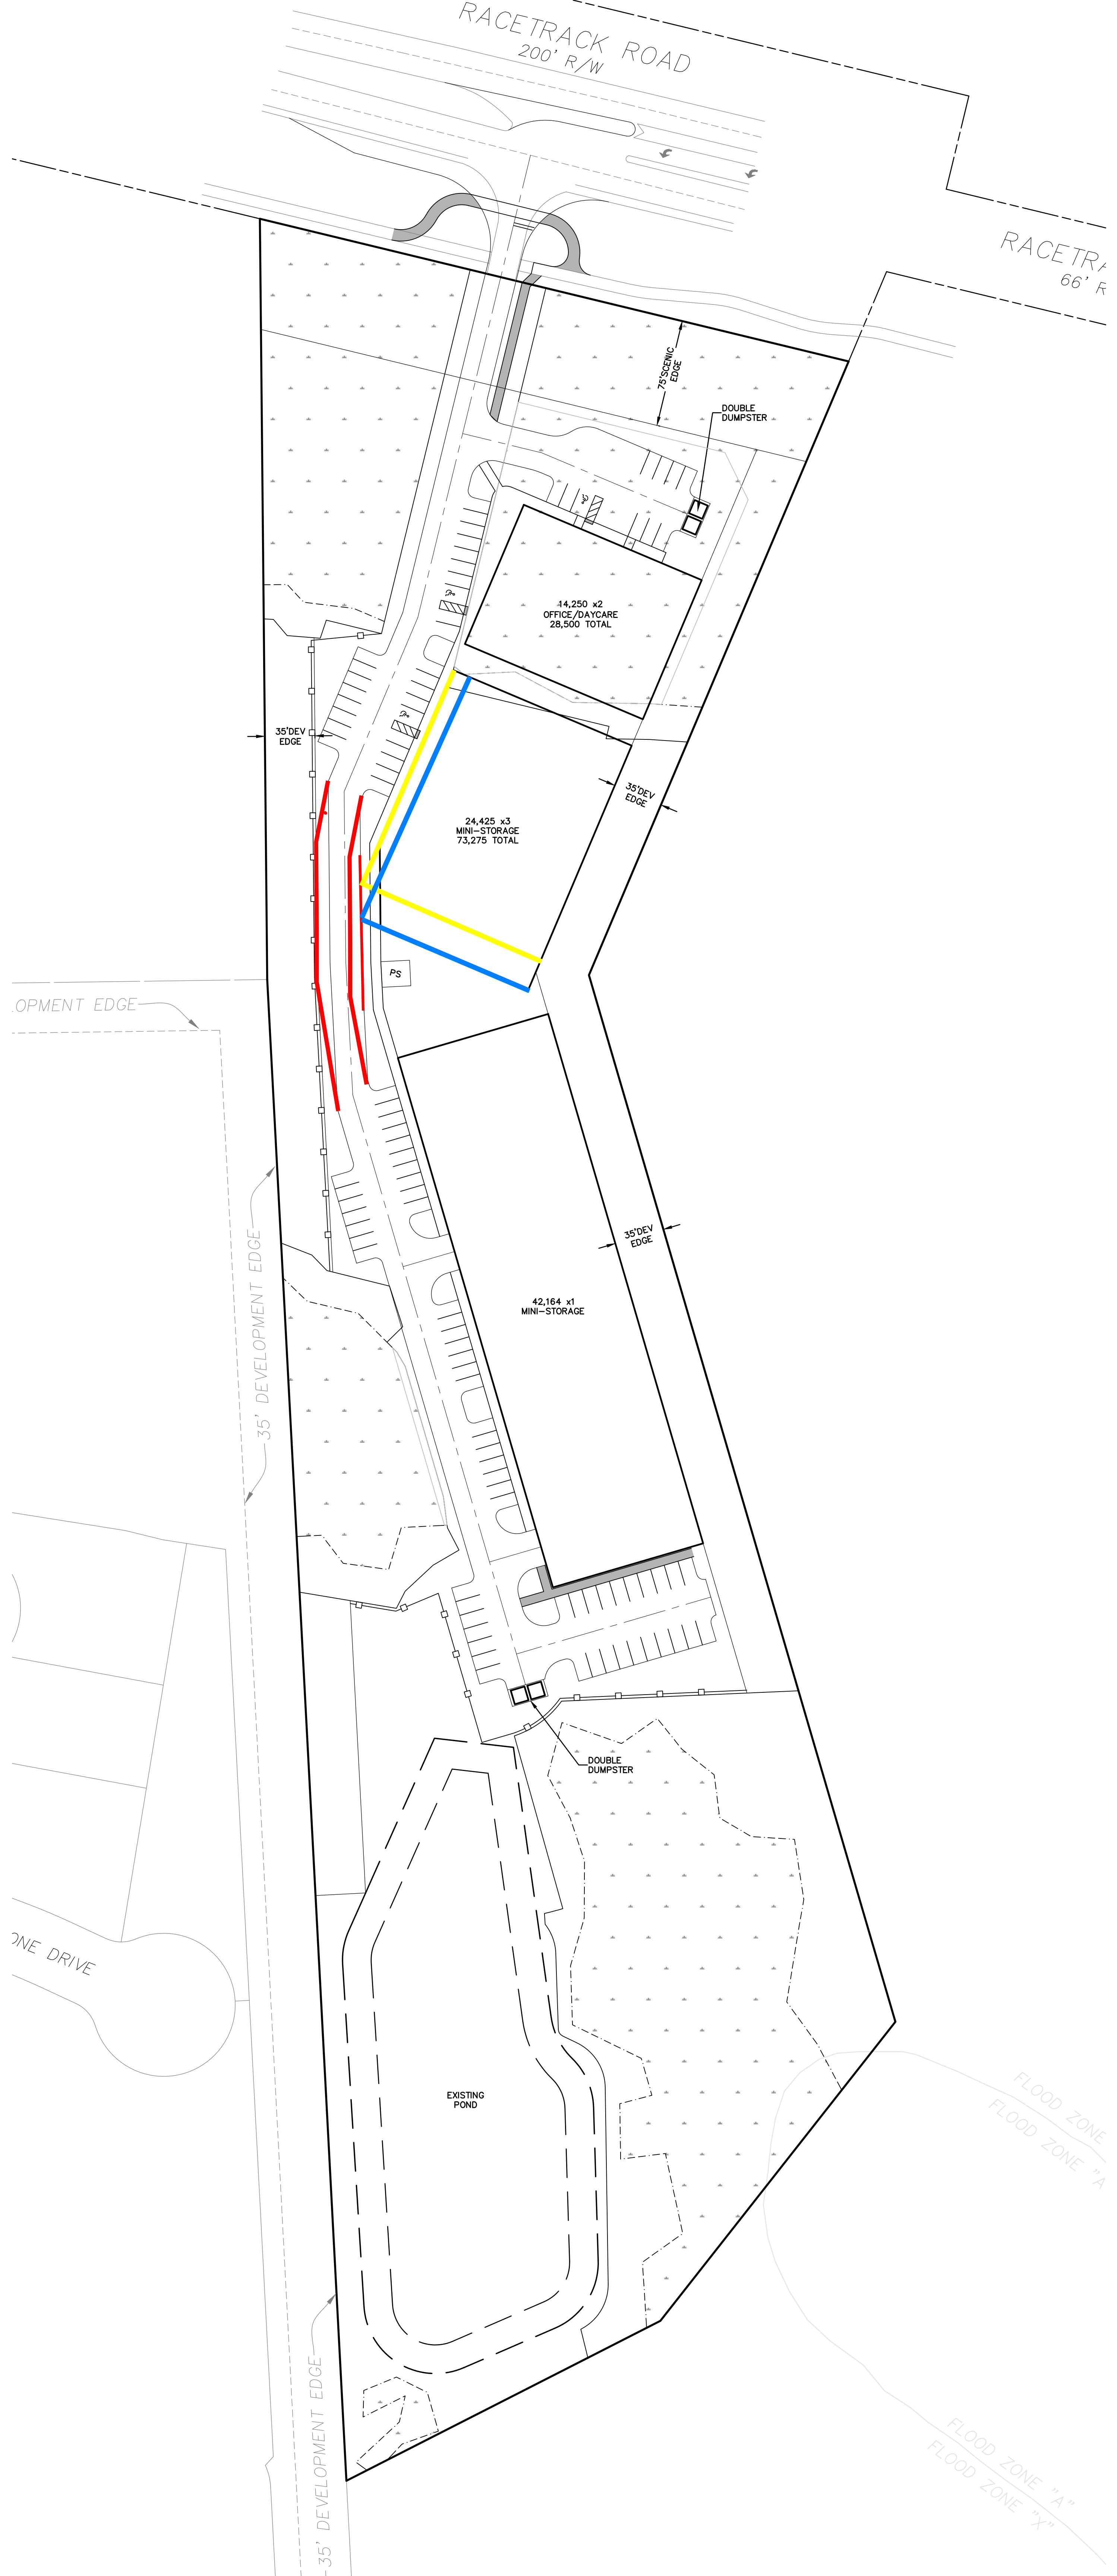 RACETRACK ROAD
200' R/W
RACETRA
66' R
75'SCENIC
EDGE
DOUBLE
DUMPSTER
14,250 x2
OFFICE/DAYCARE
28,500 TOTAL
35'DEV
EDGE
35'DEV
EDGE
24,425 x3
MINI-STORAGE
73,275 TOTAL
PS
LOPMENT EDGE
35' DEVELOPMENT EDGE
35'DEV
EDGE
42,164 x1
MINI-STORAGE
DOUBLE
DUMPSTER
ONE DRIVE
EXISTING
POND
FLOOD ZONE
FLOOD ZONE "A
35' DEVELOPMENT EDGE
FLOOD ZONE "A"
FLOOD ZONE "X"